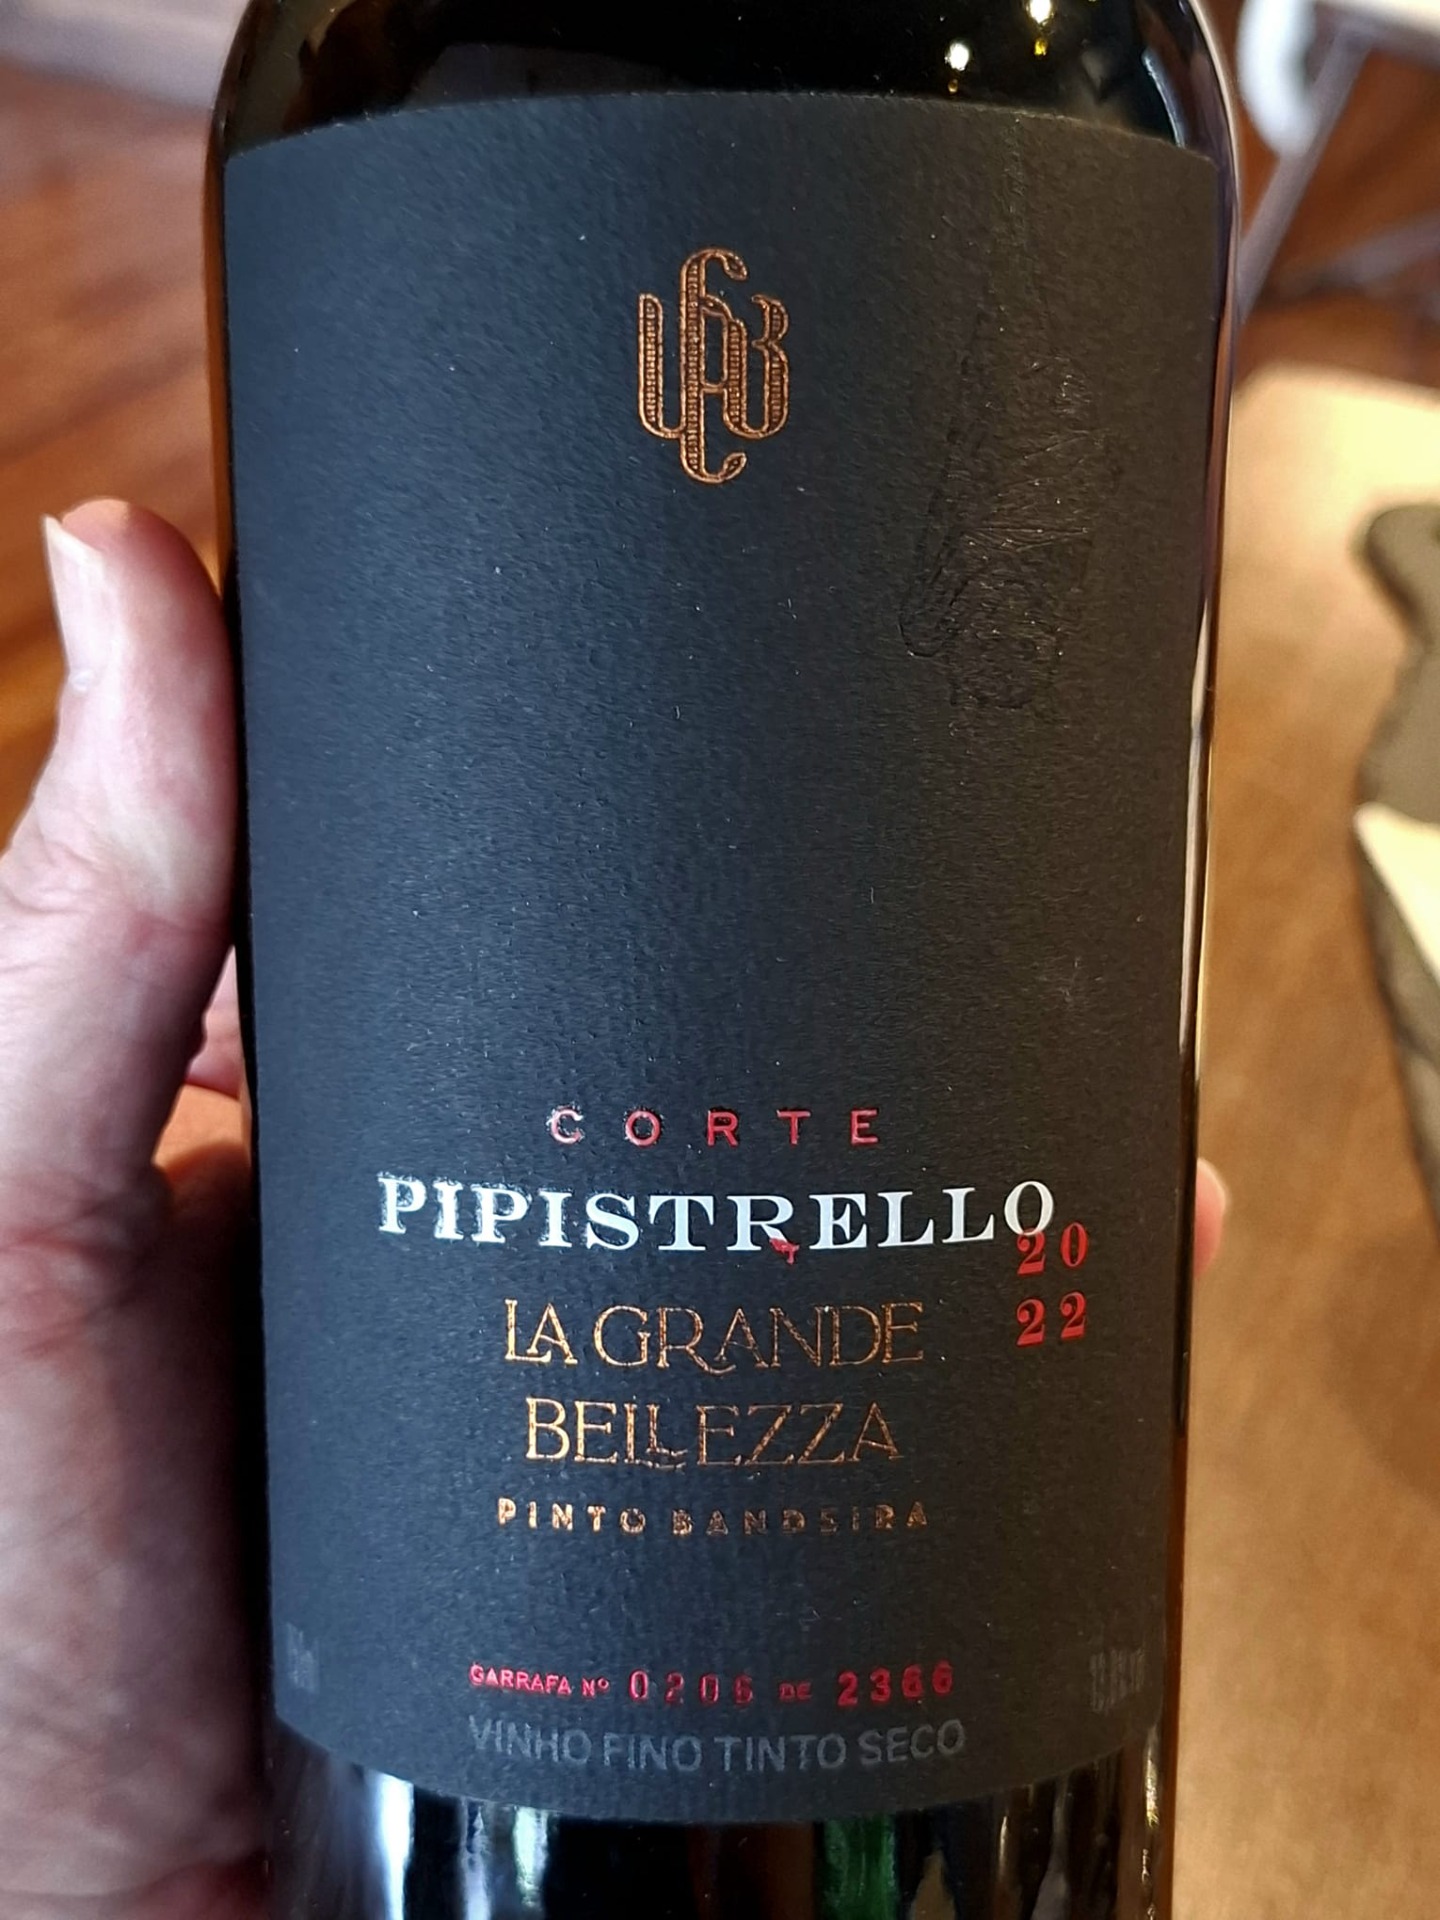 CORTE
PIPISTRELLO
20
22
LA GRANDE
BELLEZZA
PINTO BANDEIRA
GARRAFA Nº 0206 DE 2366
VINHO FINO TINTO SECO